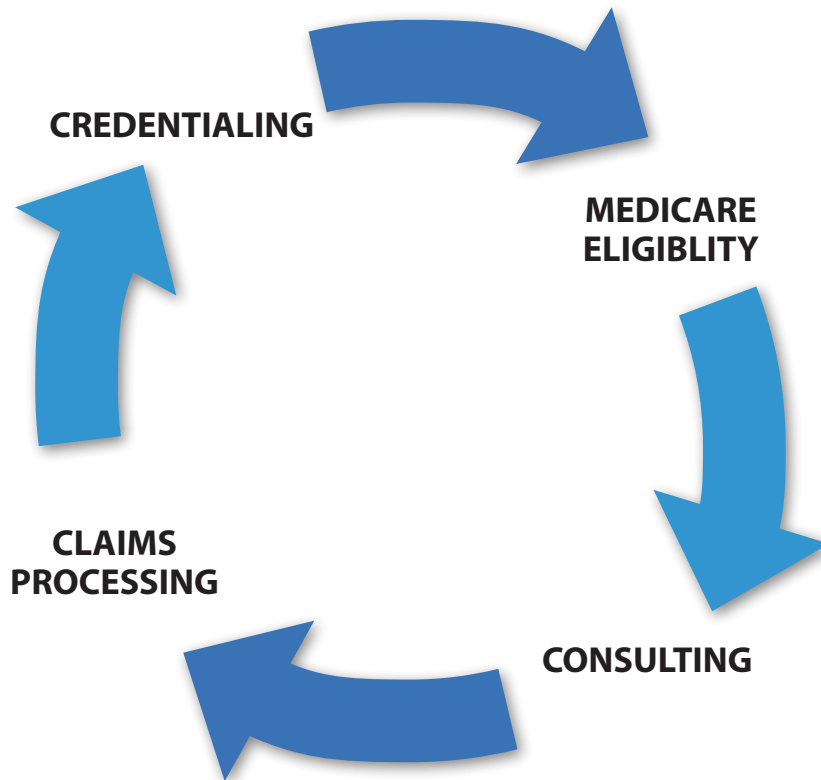 CREDENTIALING
MEDICARE
ELIGIBLITY
CONSULTING
CLAIMS
PROCESSING